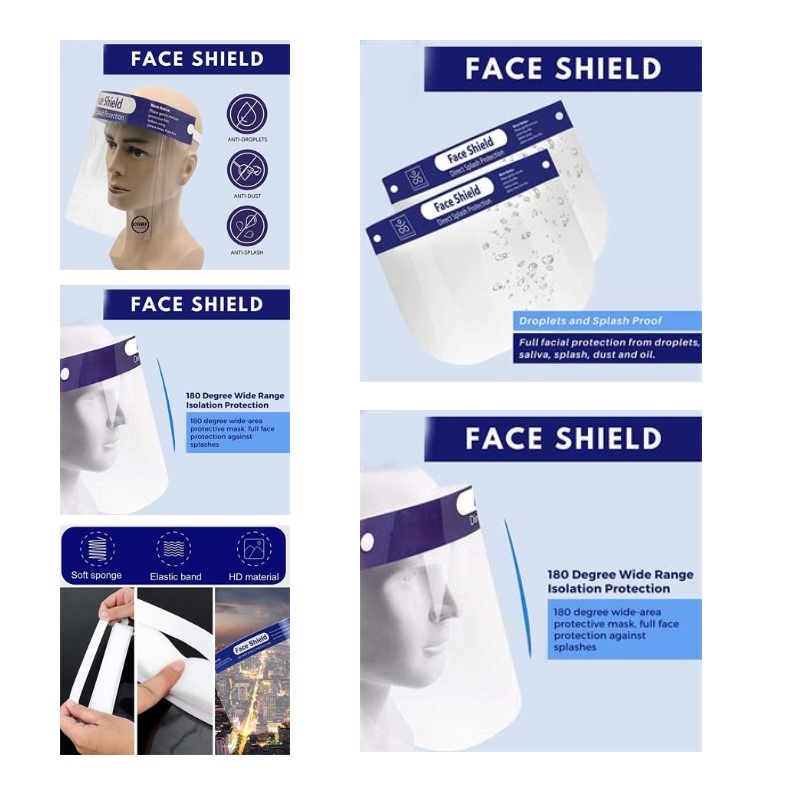 FACE SHIELD
ce Shield
Splash Protection
ANTI-DROPLETS
ANTI-DUST
ANTI-SPLASH
CORE
FACE SHIELD
180 Degree Wide Range
Isolation Protection
180 degree wide-area
protective mask, full face
protection against
splashes
Soft sponge
Elastic band
HD material
Face Shield
FACE SHIELD
Face Shield
Direct Splash Protection
Face Shield
Direct Splash Protection
Droplets and Splash Proof
Full facial protection from droplets,
saliva, splash, dust and oil.
FACE SHIELD
180 Degree Wide Range
Isolation Protection
180 degree wide-area
protective mask, full face
protection against
splashes